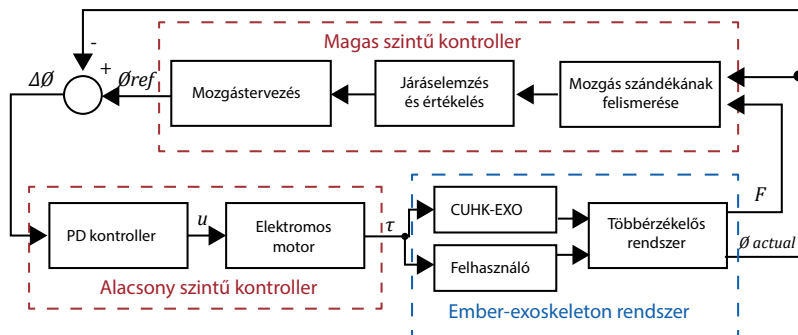 -
Magas szintű kontroller
ΔØ
+
Øref
Mozgástervezés
Járáselemzés
és értékelés
Mozgás szándékának
felismerése
F
PD kontroller
u
Elektromos
motor
τ
CUHK-EXO
Felhasználó
Többérzékelős
rendszer
Ø actual
Alacsony szintű kontroller
Ember-exoskeleton rendszer